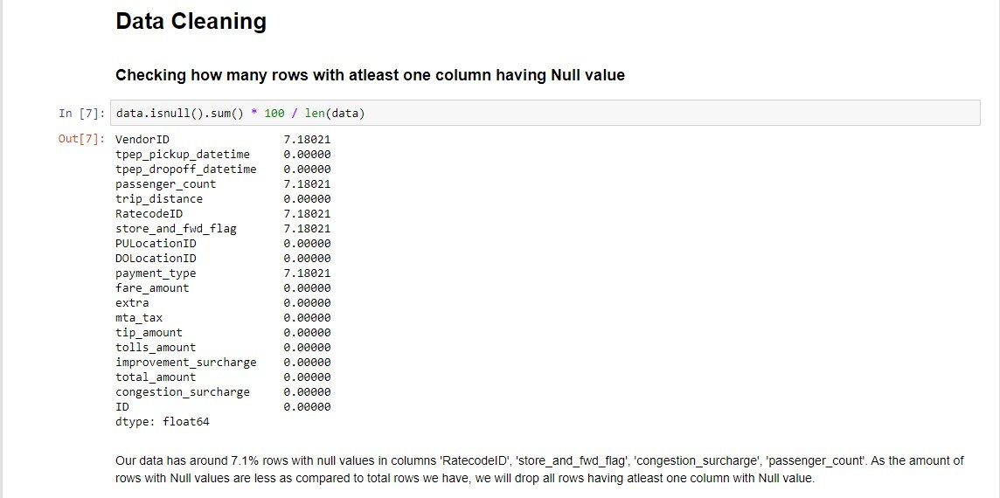 Data Cleaning
Checking how many rows with atleast one column having Null value
In [7]: data.isnull().sum() * 100 / len(data)
Out[7]: VendorID 7.18021
tpep_pickup_datetime 0.00000
tpep_dropoff_datetime 0.00000
passenger_count 7.18021
trip_distance 0.00000
RatecodeID 7.18021
store_and_fwd_flag 7.18021
PULocationID 0.00000
DOLocationID 0.00000
payment_type 7.18021
fare_amount 0.00000
extra 0.00000
mta_tax 0.00000
tip_amount 0.00000
tolls_amount 0.00000
improvement_surcharge 0.00000
total_amount 0.00000
congestion_surcharge 0.00000
ID 0.00000
dtype: float64
Our data has around 7.1% rows with null values in columns 'RatecodeID', 'store_and_fwd_flag', 'congestion_surcharge', 'passenger_count'. As the amount of
rows with Null values are less as compared to total rows we have, we will drop all rows having atleast one column with Null value.